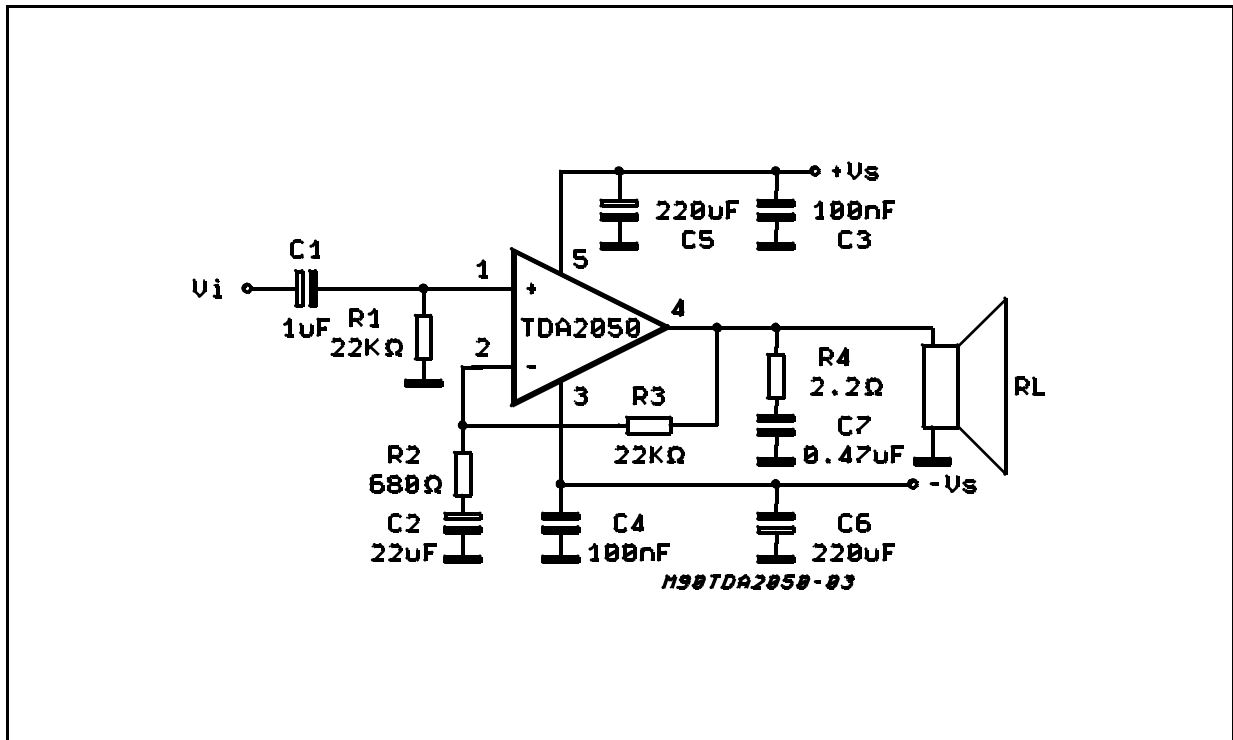 +Vs
220uF
100nF
C5
C3
C1
5
Vi
1
+
4
1uF
R1
22KΩ
TDA2050
2
-
3
R4
2.2Ω
RL
R3
22KΩ
C7
0.47uF
R2
680Ω
-Vs
C2
22uF
C4
100nF
C6
220uF
M90TDA2050-03